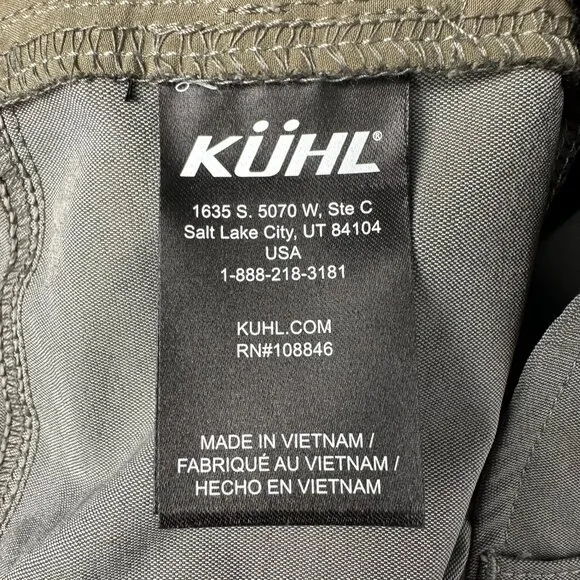 KÜHL®
1635 S. 5070 W, Ste C
Salt Lake City, UT 84104
USA
1-888-218-3181
KUHL.COM
RN#108846
MADE IN VIETNAM /
FABRIQUÉ AU VIETNAM /
HECHO EN VIETNAM